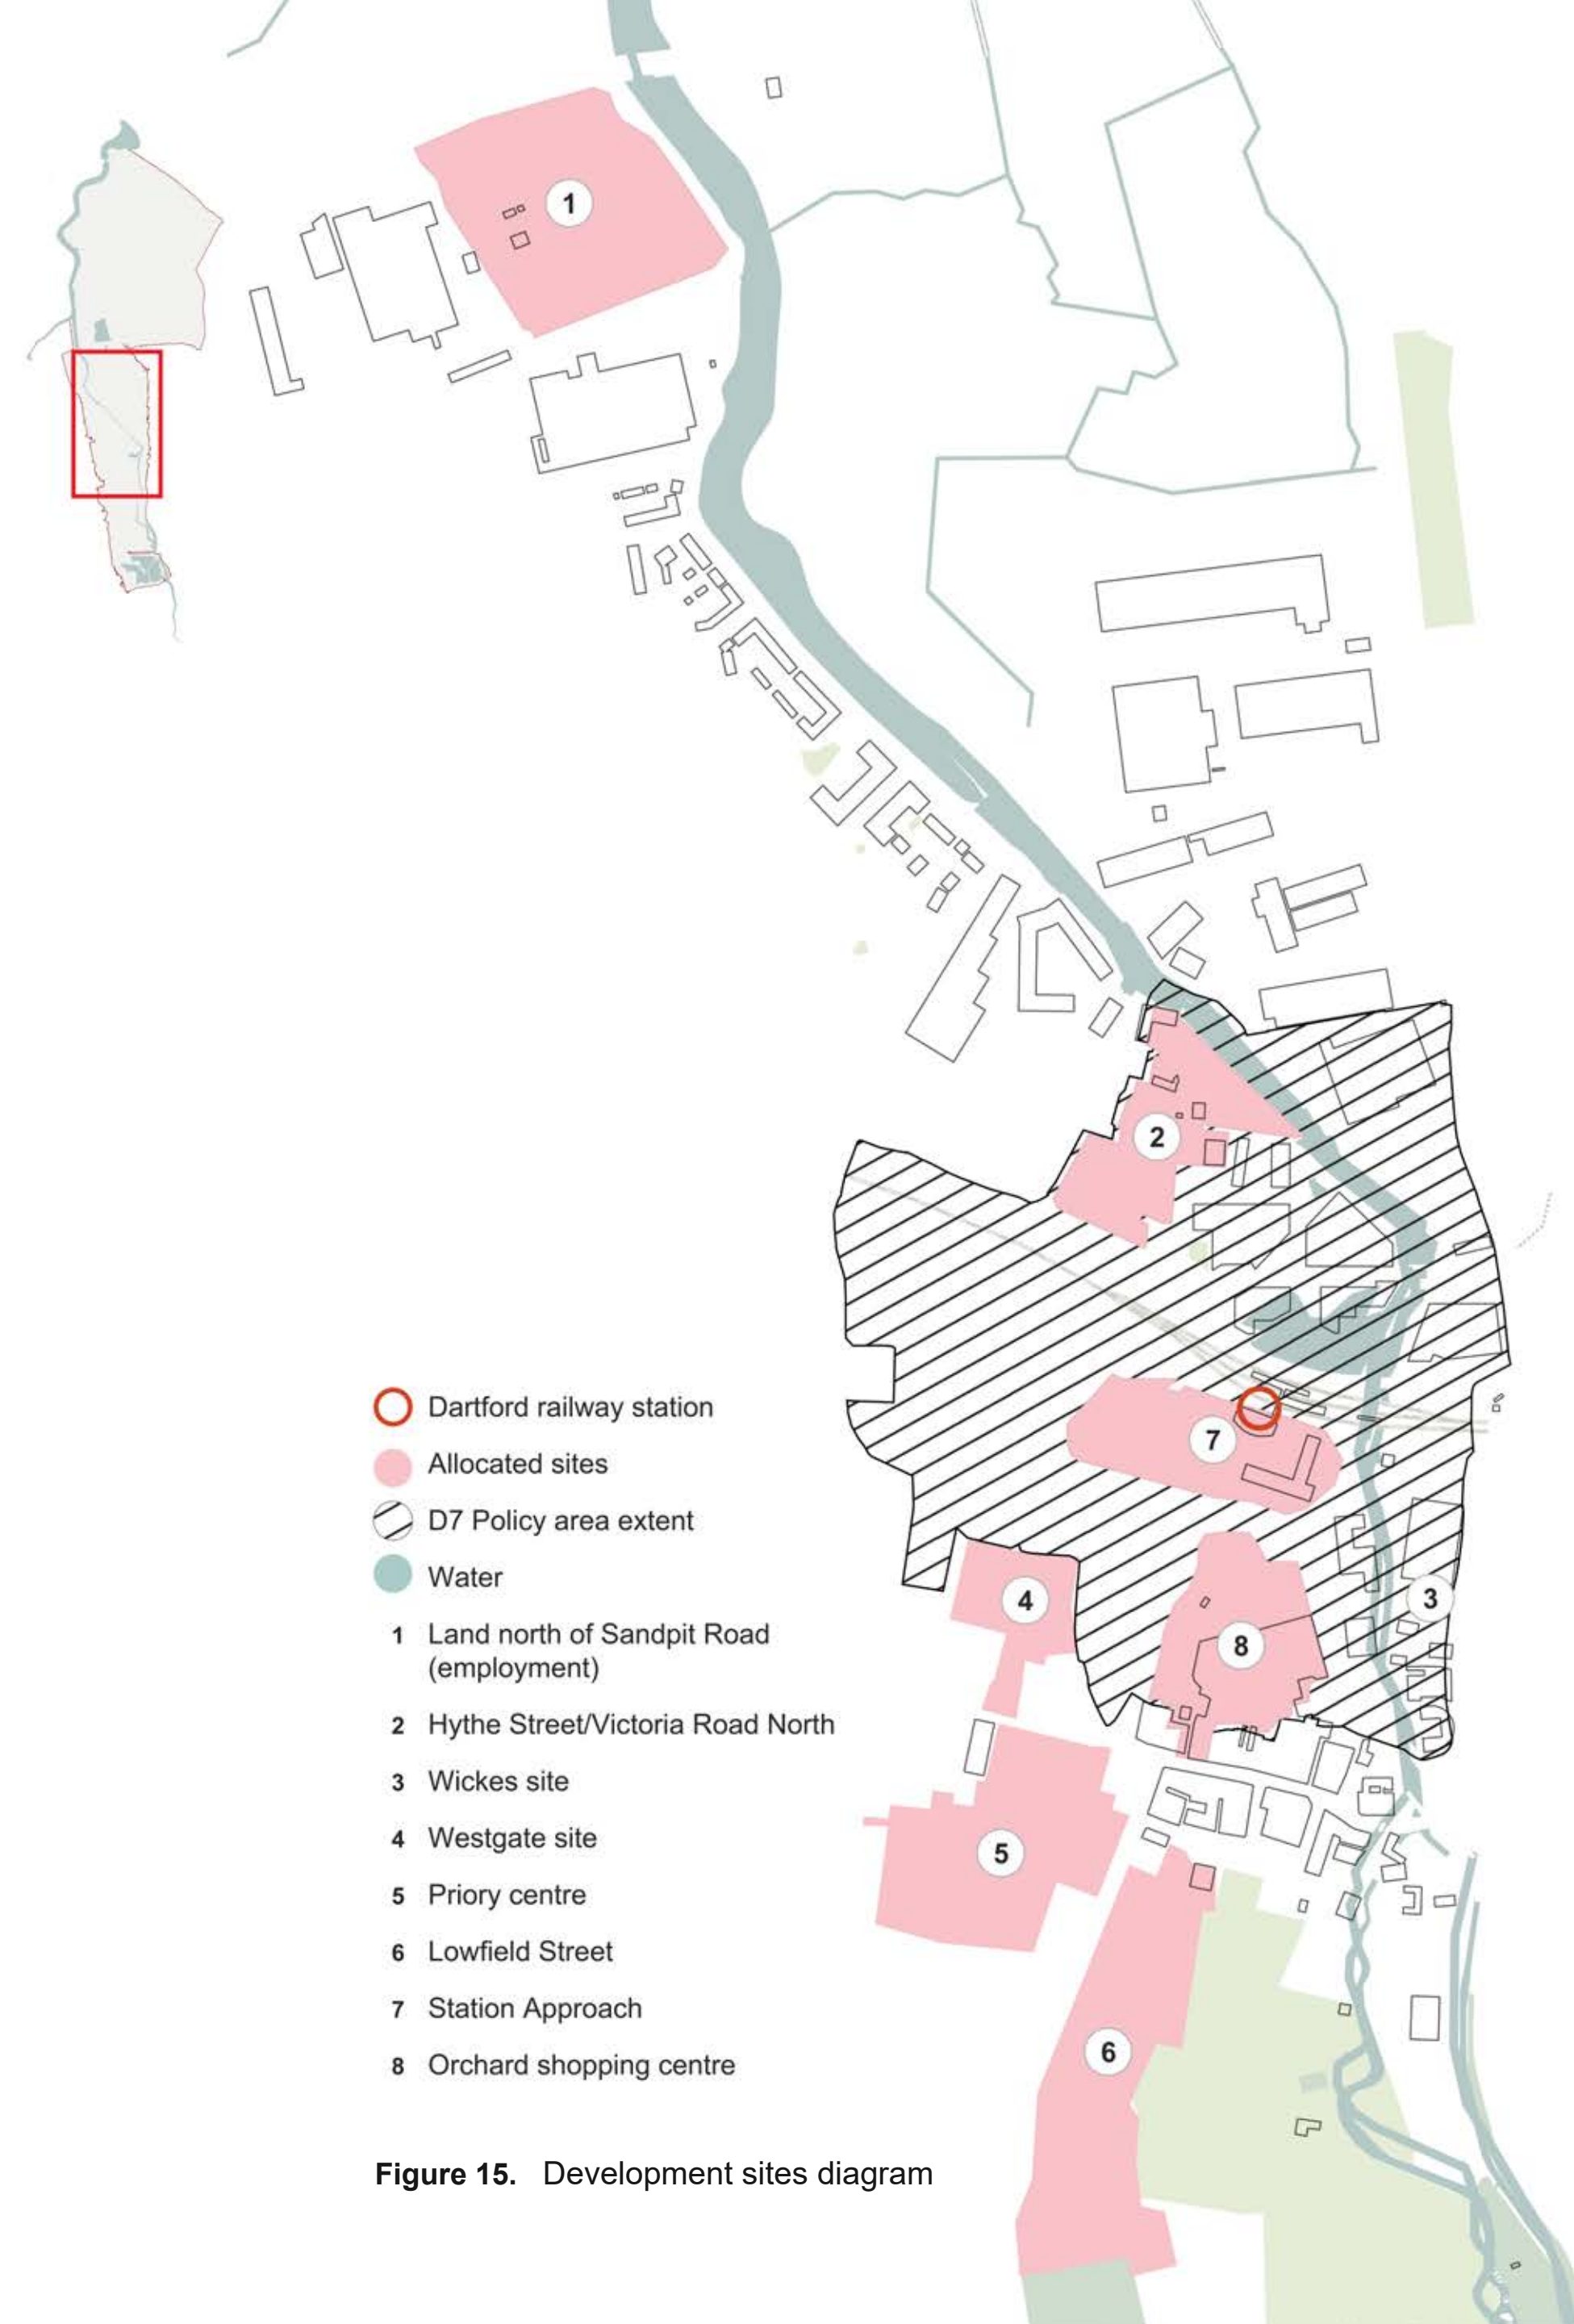 1
2
7
3
4
8
5
6
Dartford railway station
Allocated sites
D7 Policy area extent
Water
1 Land north of Sandpit Road
(employment)
2 Hythe Street/Victoria Road North
3 Wickes site
4 Westgate site
5 Priory centre
6 Lowfield Street
7 Station Approach
8 Orchard shopping centre
Figure 15. Development sites diagram